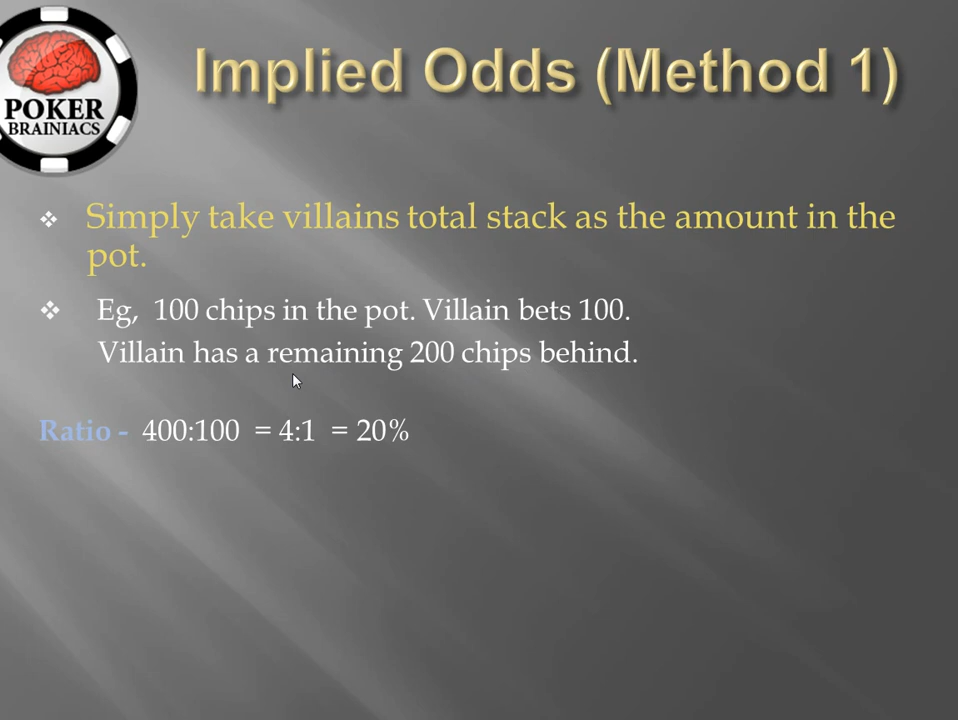 POKER
BRAINIACS
Implied Odds (Method 1)
Simply take villains total stack as the amount in the
pot.
Eg, 100 chips in the pot. Villain bets 100.
Villain has a remaining 200 chips behind.
Ratio - 400:100 = 4:1 = 20%